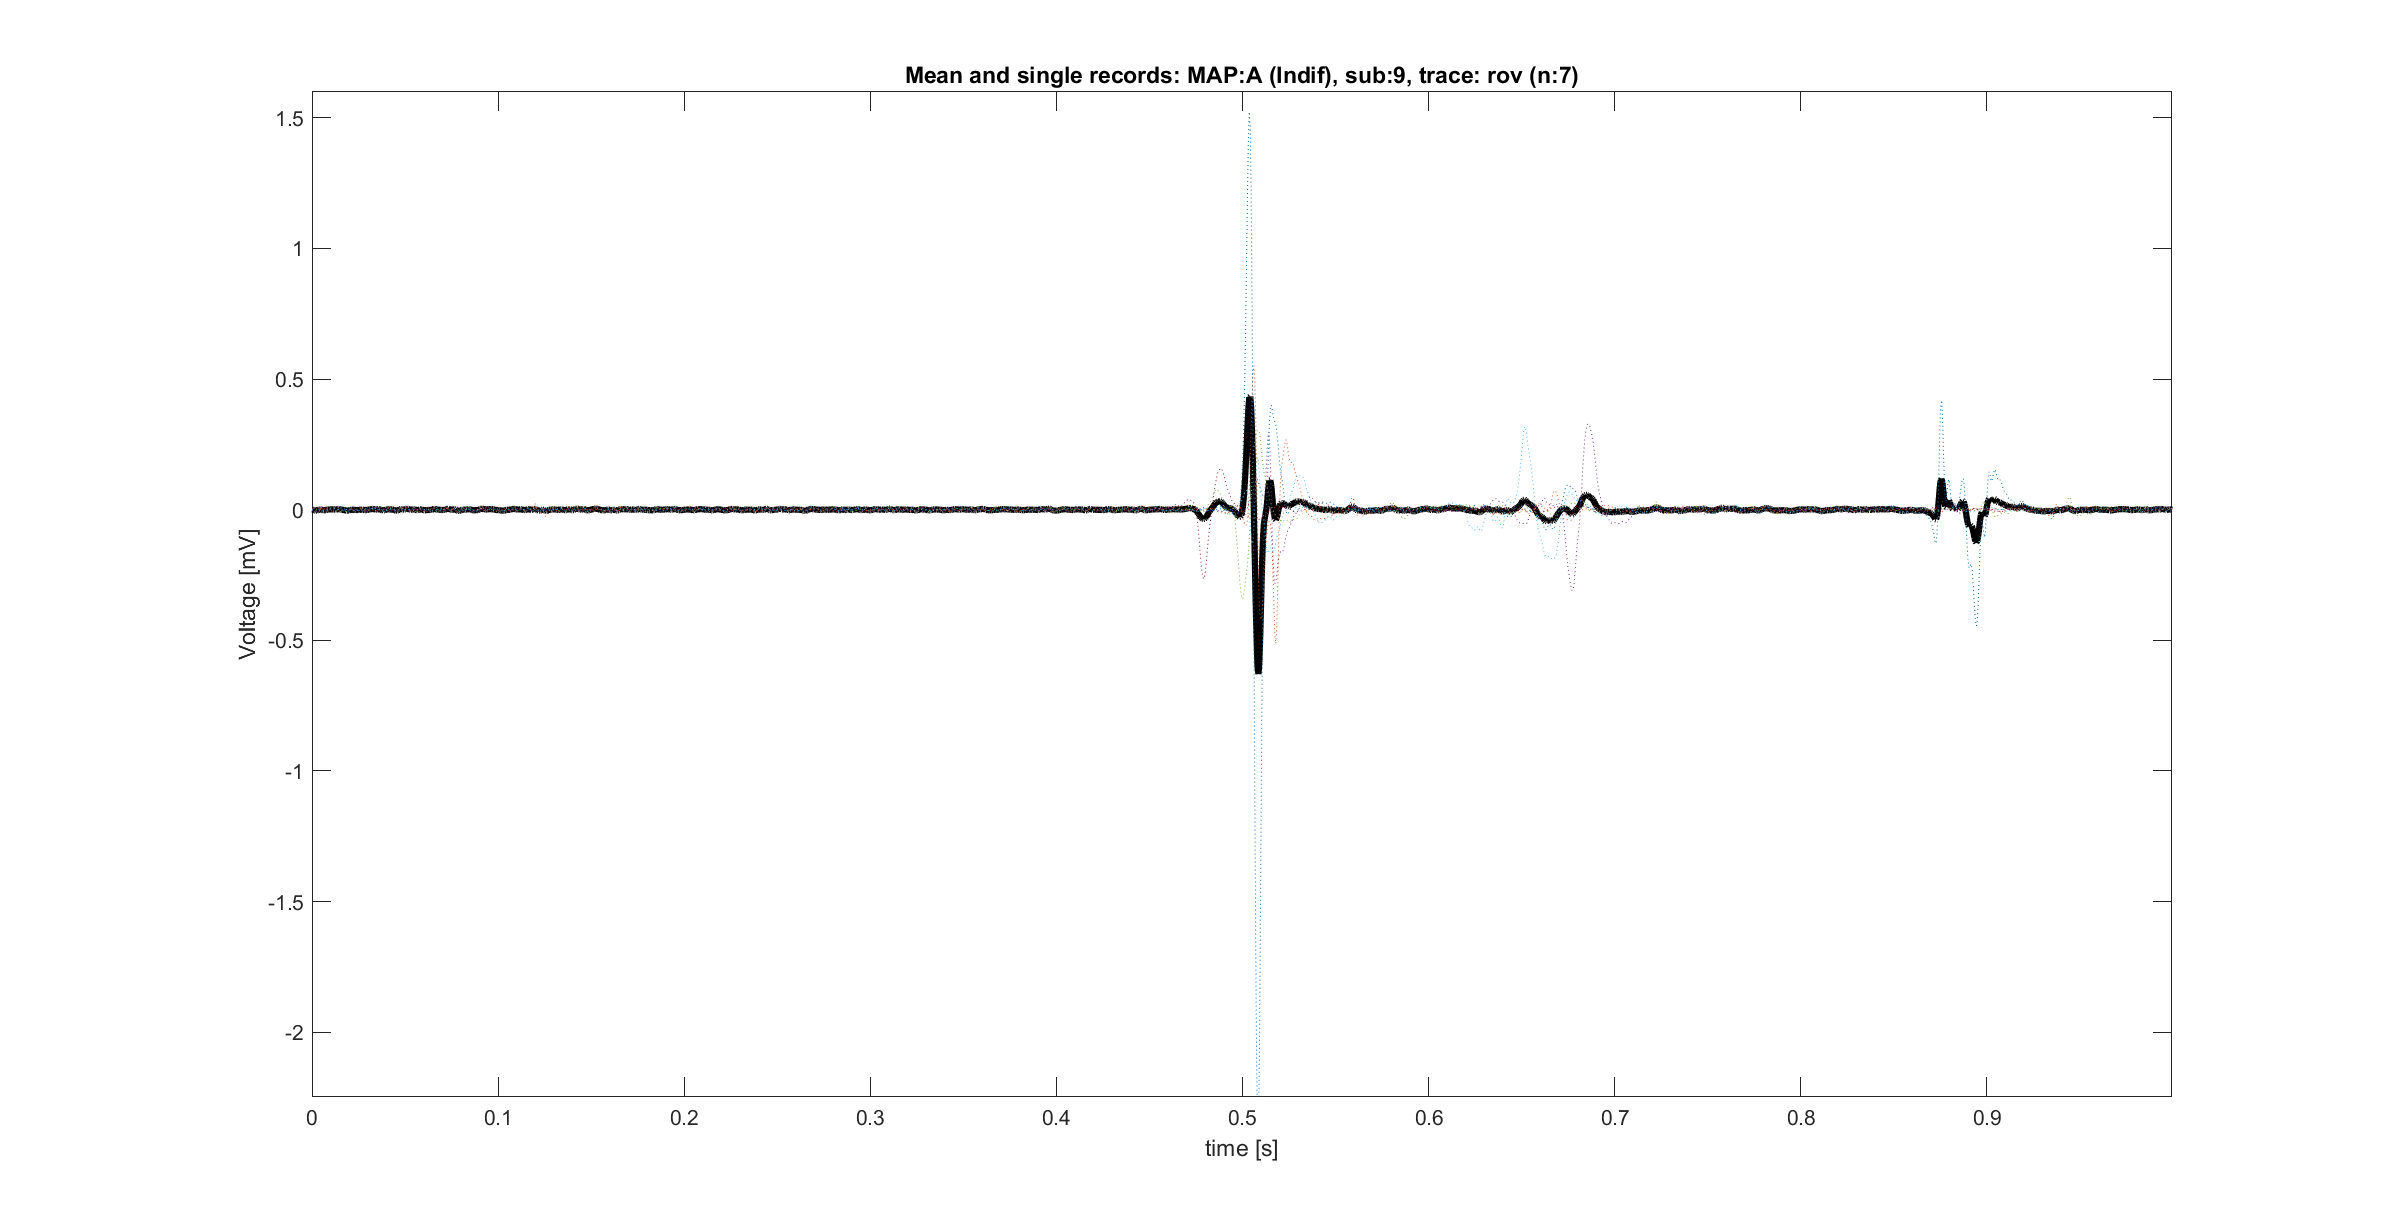 Mean and single records: MAP:A (Indif), sub:9, trace: rov (n:7)
1.5
1
0.5
0
-0.5
-1
-1.5
-2
Voltage [mV]
0 0.1 0.2 0.3 0.4 0.5 0.6 0.7 0.8 0.9
time [s]